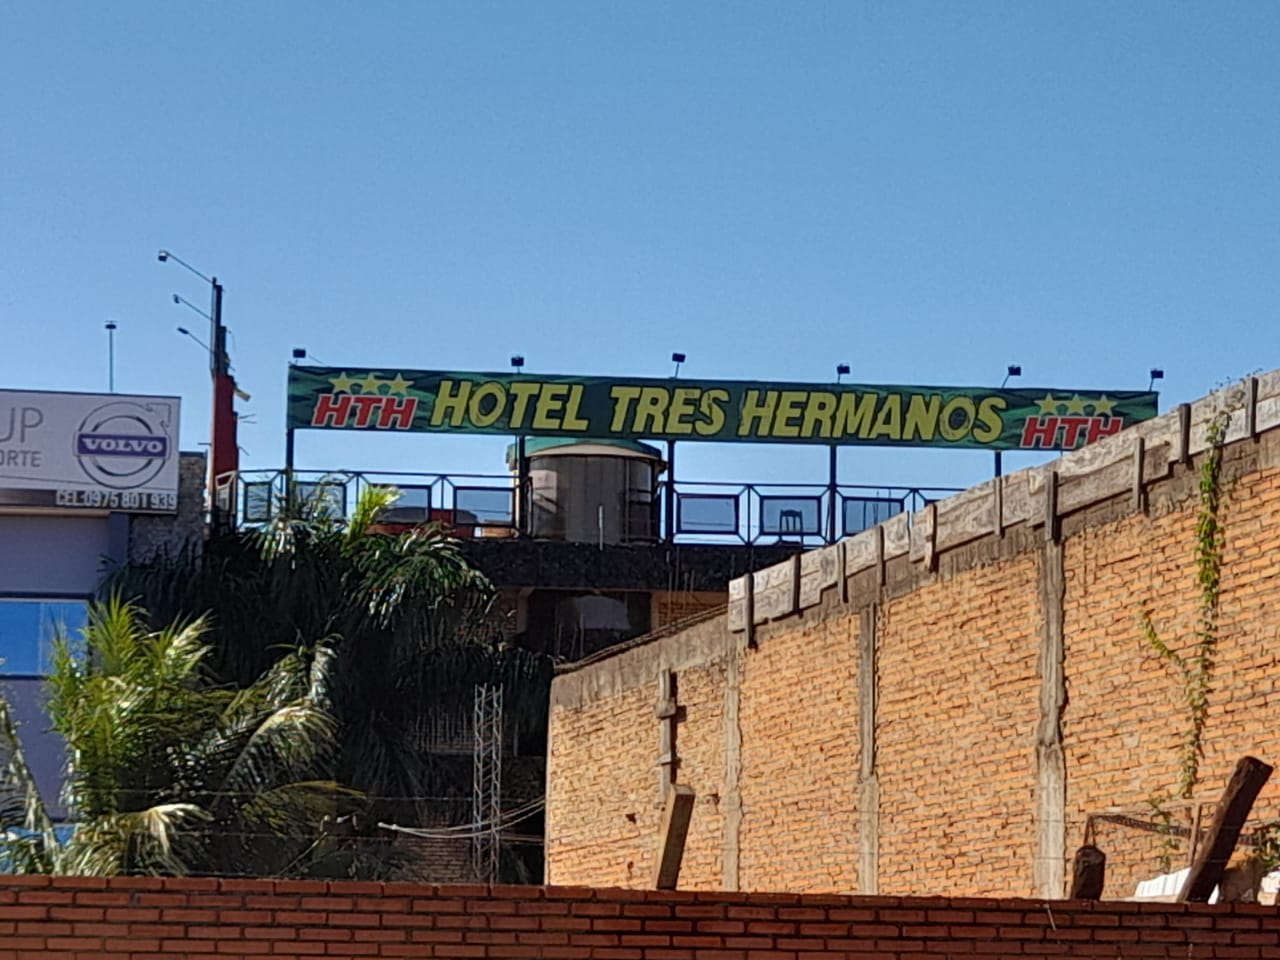 HTH HOTEL TRES HERMANOS HTH
UP
ORTE
VOLVO
CEL:0975 801 939